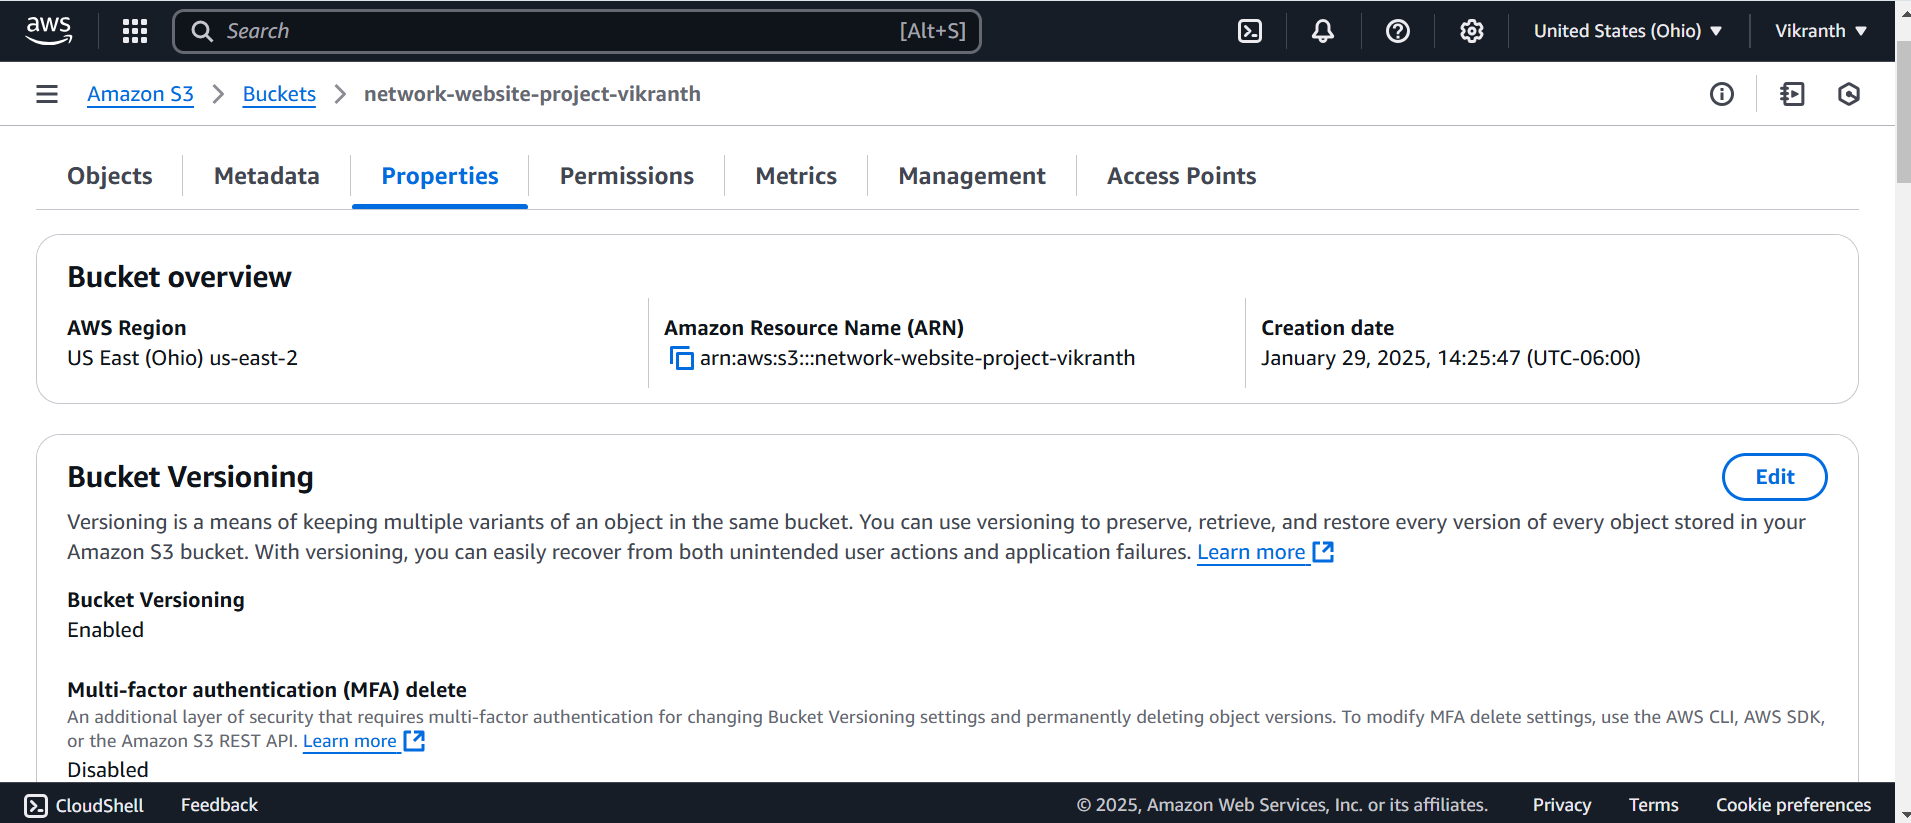 aws
Search [Alt+S]
United States (Ohio) Vikranth
Amazon S3 Buckets network-website-project-vikranth
Objects Metadata Properties Permissions Metrics Management Access Points
Bucket overview
AWS Region
US East (Ohio) us-east-2
Amazon Resource Name (ARN)
arn:aws:s3:::network-website-project-vikranth
Creation date
January 29, 2025, 14:25:47 (UTC-06:00)
Bucket Versioning
Edit
Versioning is a means of keeping multiple variants of an object in the same bucket. You can use versioning to preserve, retrieve, and restore every version of every object stored in your
Amazon S3 bucket. With versioning, you can easily recover from both unintended user actions and application failures. Learn more
Bucket Versioning
Enabled
Multi-factor authentication (MFA) delete
An additional layer of security that requires multi-factor authentication for changing Bucket Versioning settings and permanently deleting object versions. To modify MFA delete settings, use the AWS CLI, AWS SDK,
or the Amazon S3 REST API. Learn more
Disabled
CloudShell Feedback © 2025, Amazon Web Services, Inc. or its affiliates. Privacy Terms Cookie preferences